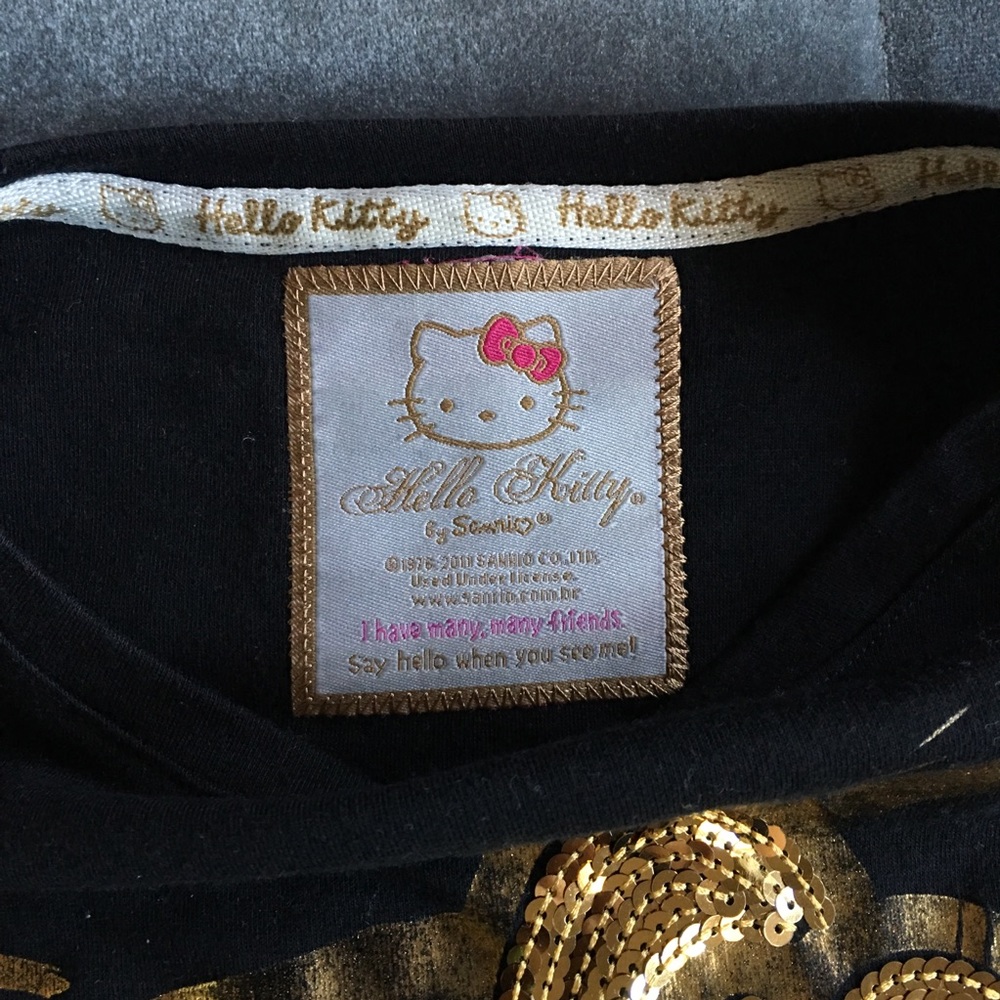 Hello Kitty Hello Kitty Hello
Hello Kitty®
by Sanrio®
©1976, 2011 SANRIO CO., LTD.
Used Under license.
www.sanrio.com.br
I have many, many friends.
Say hello when you see me!